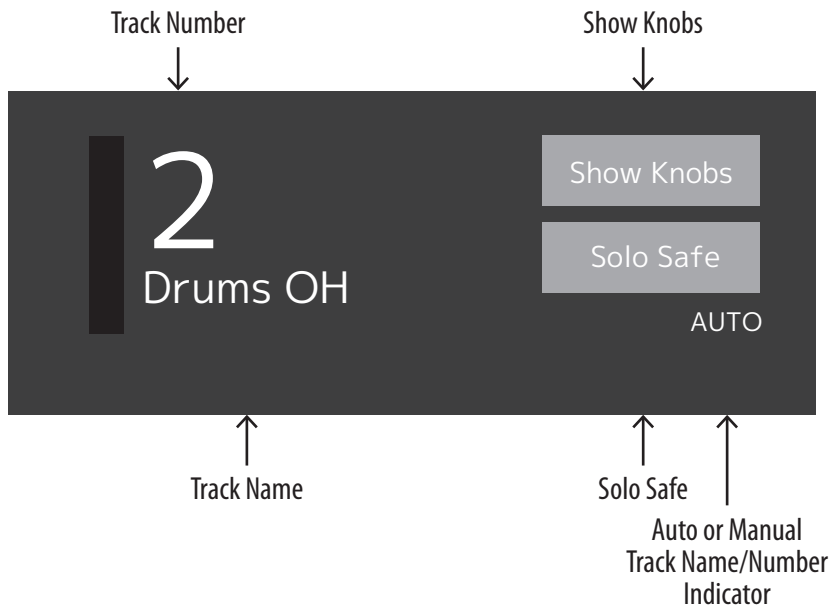 Track Number
Show Knobs
2
Drums OH
Show Knobs
Solo Safe
AUTO
Track Name
Solo Safe
Auto or Manual
Track Name/Number
Indicator